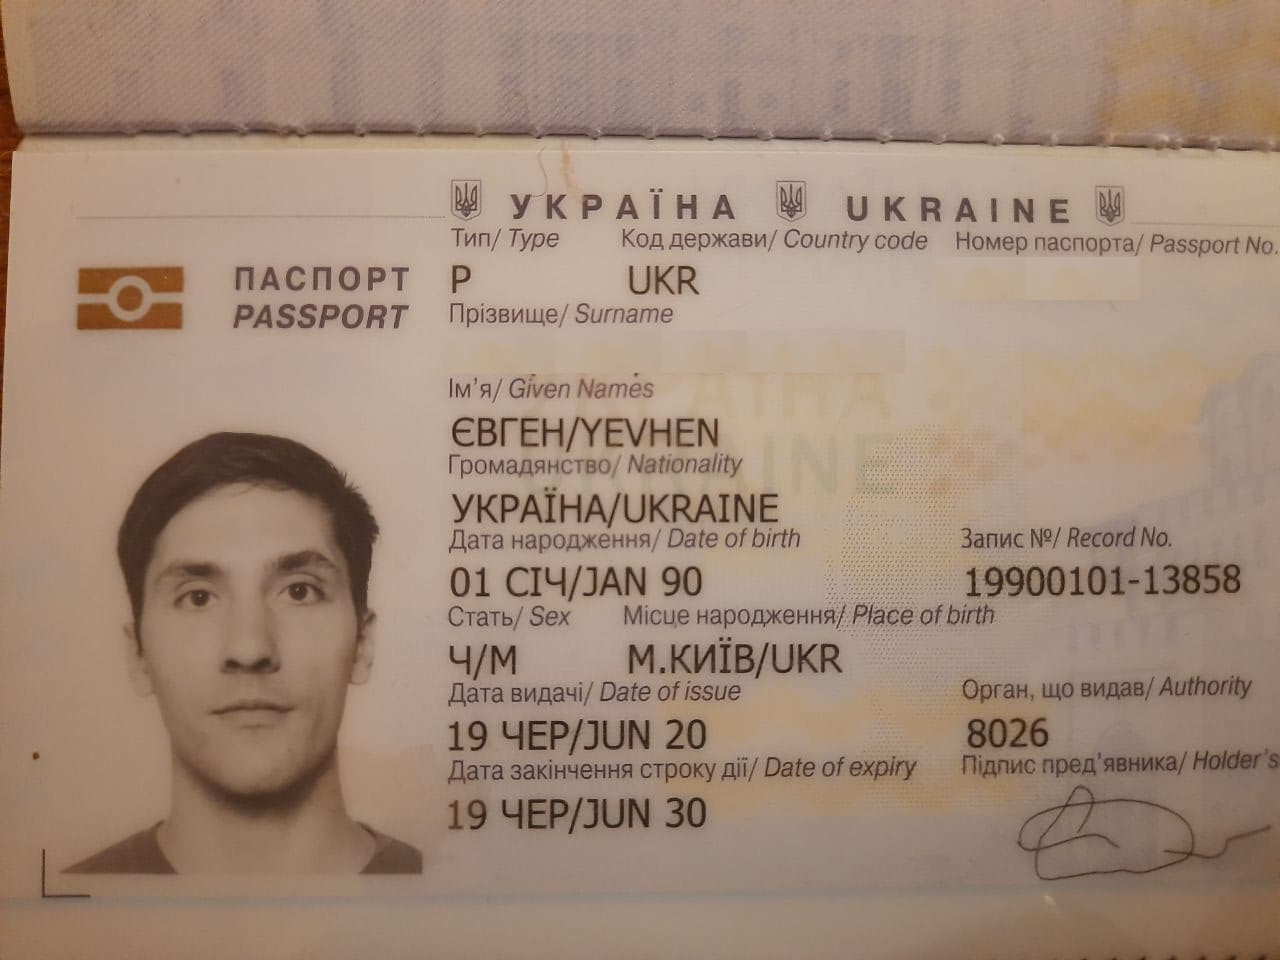 УКРАЇНА UKRAINE
Тип/ Type Код держави/ Country code Номер паспорта/ Passport No.
ПАСПОРТ P UKR
PASSPORT
Прізвище/ Surname
Ім'я/ Given Names
ЄВГЕН/YEVHEN
Громадянство/ Nationality
УКРАЇНА/UKRAINE
Дата народження/ Date of birth Запис №/ Record No.
01 СІЧ/JAN 90 19900101-13858
Стать/ Sex Місце народження/ Place of birth
Ч/M М.КИЇВ/UKR
Дата видачі/ Date of issue Орган, що видав/ Authority
19 ЧЕР/JUN 20 8026
Дата закінчення строку дії/ Date of expiry Підпис пред'явника/ Holder's
19 ЧЕР/JUN 30